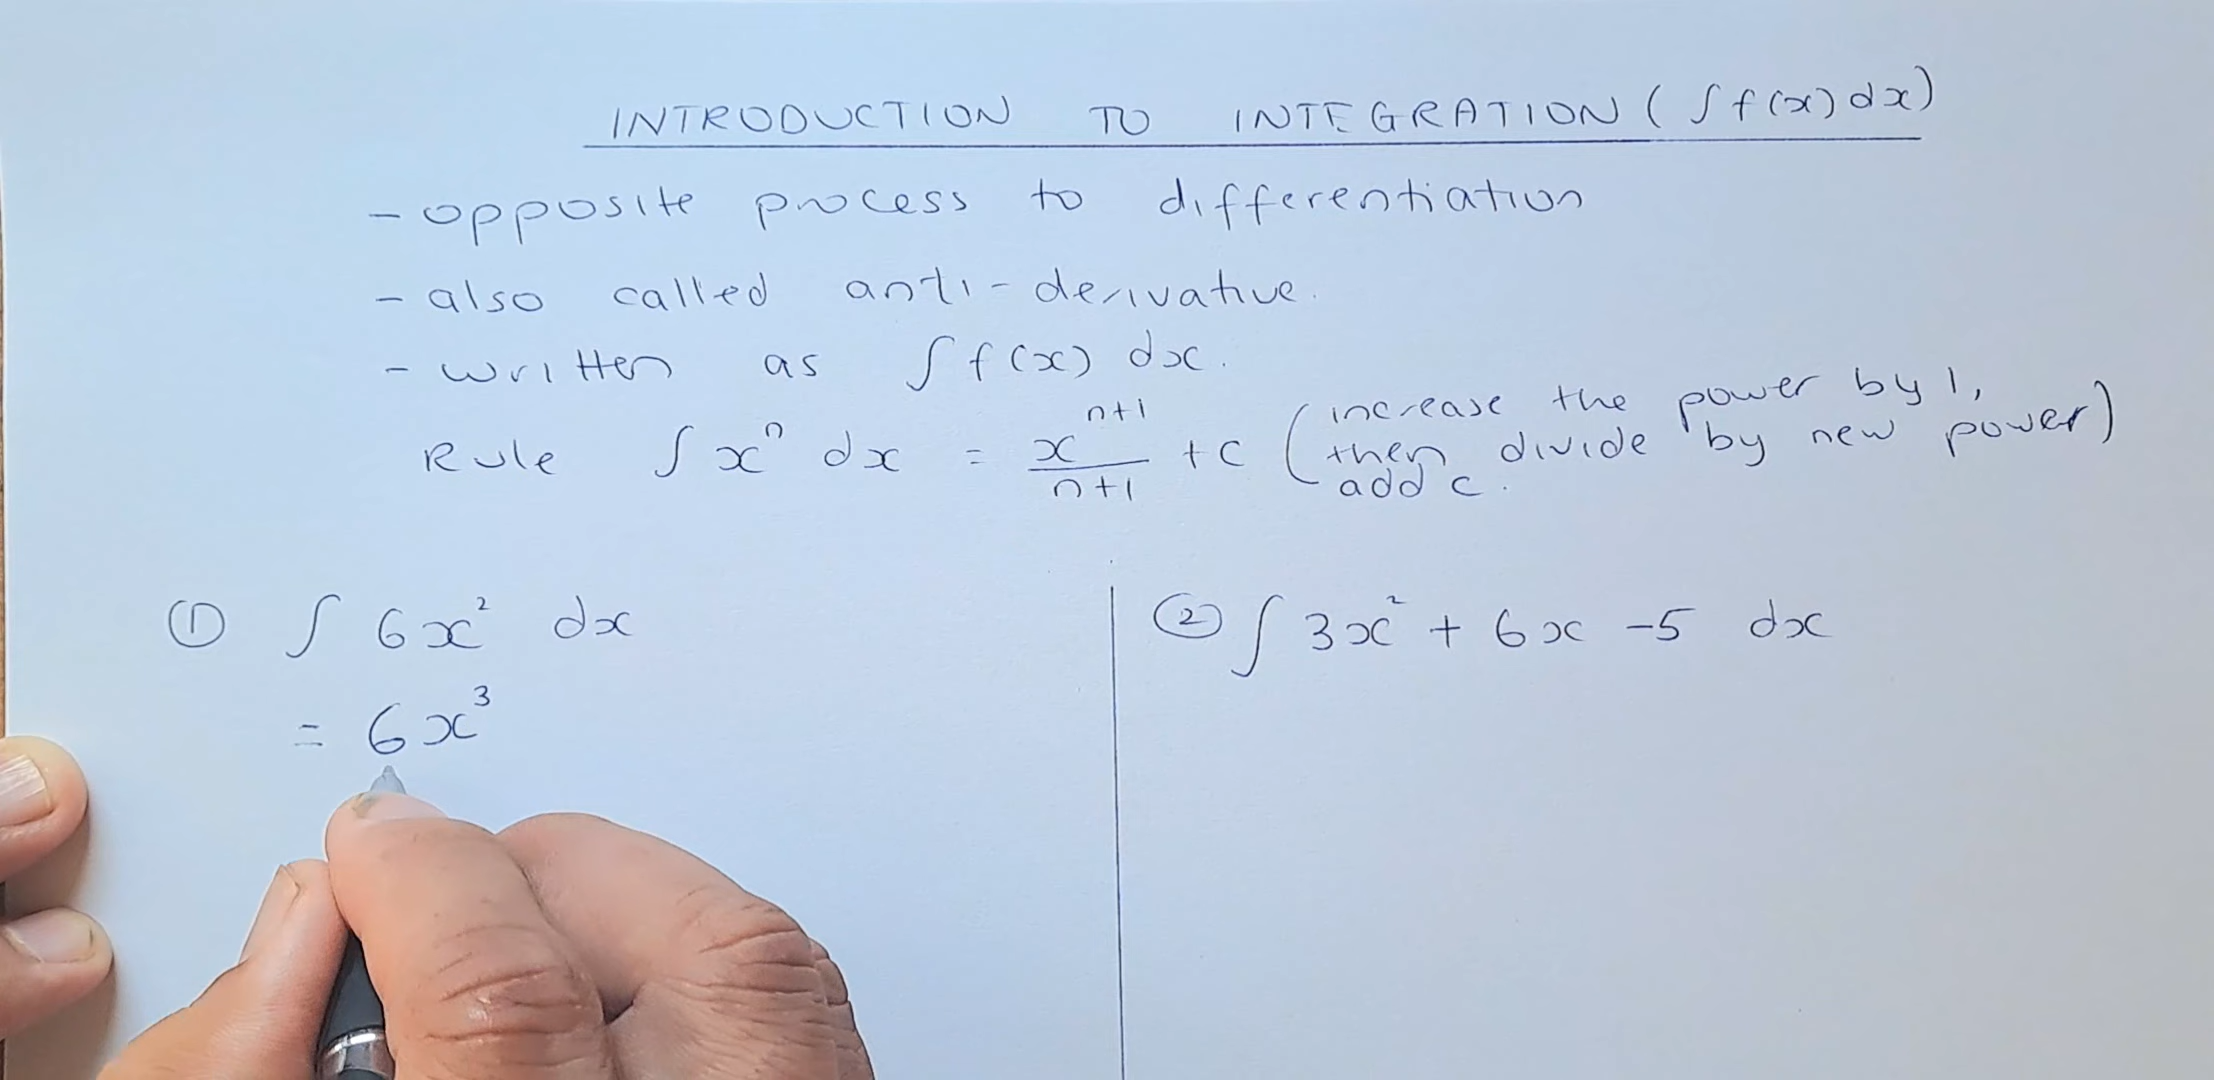 INTRODUCTION TO INTEGRATION (∫f(x)dx)
- opposite process to differentiation
- also called anti-derivative.
- written as ∫f(x) dx.
Rule ∫xⁿ dx = xⁿ⁺¹/n+1 + c (increase the power by 1,
then divide by new power)
add c.
① ∫ 6x² dx
= 6x³
② ∫ 3x² + 6x - 5 dx